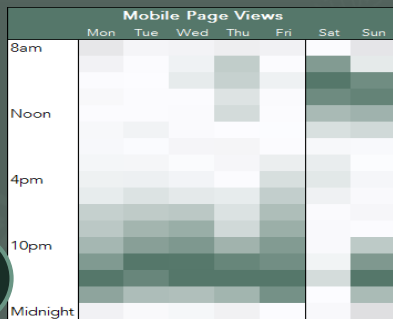 Mobile Page Views
Mon Tue Wed Thu Fri Sat Sun
8am
Noon
4pm
10pm
Midnight